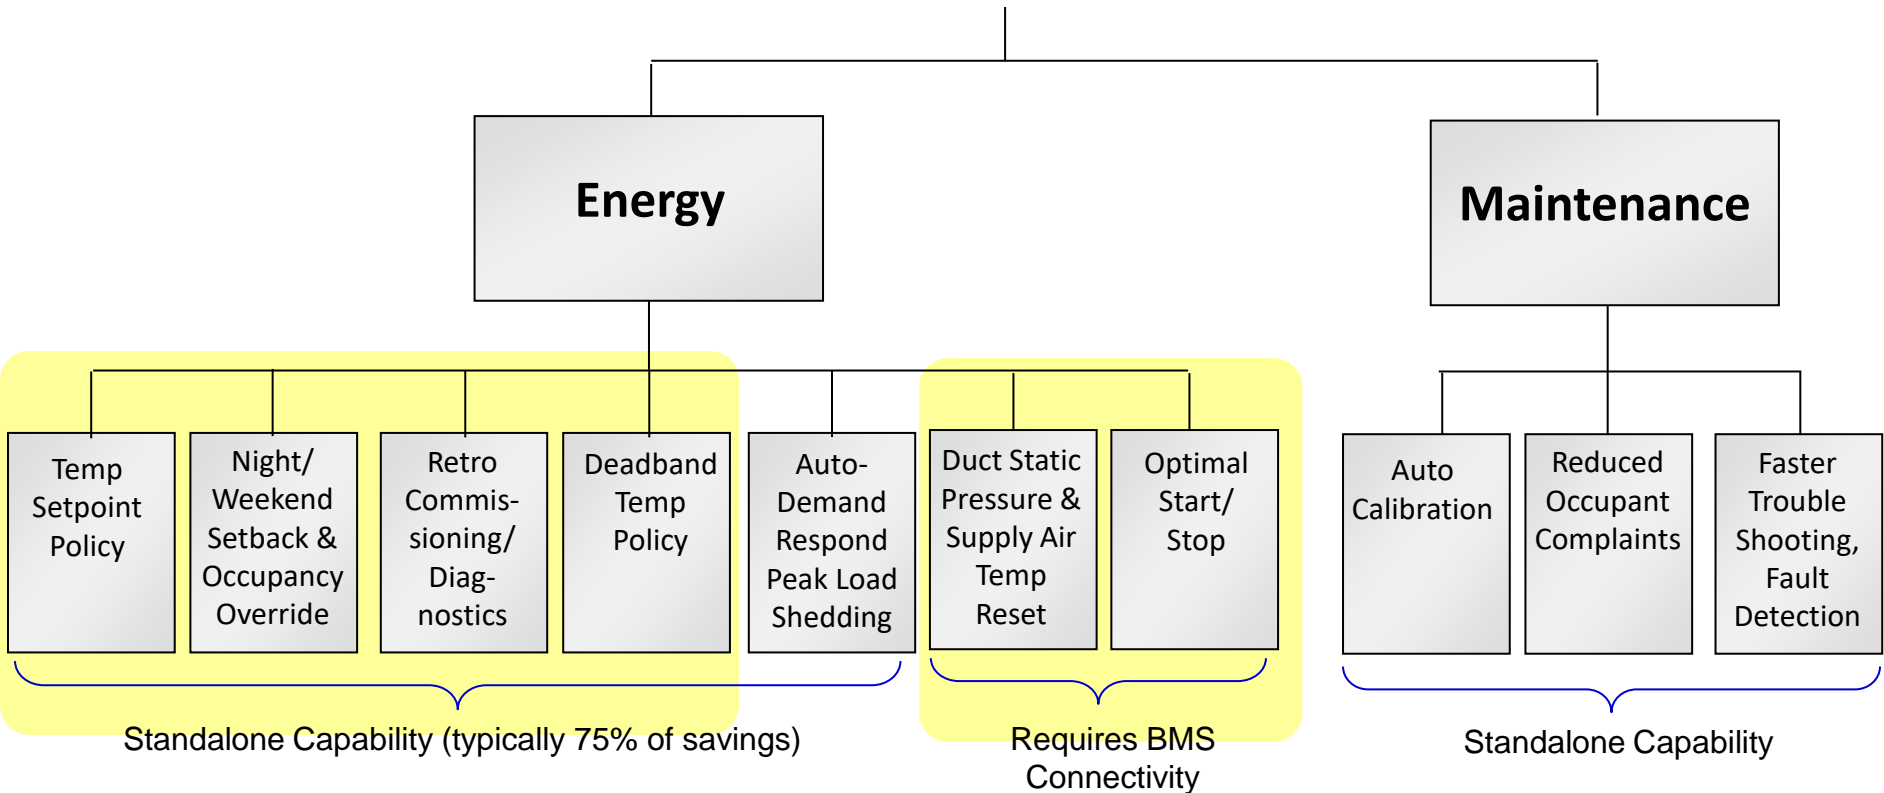 Energy
Maintenance
Temp
Setpoint
Policy
Night/
Weekend
Setback &
Occupancy
Override
Retro
Commis-
sioning/
Diag-
nostics
Deadband
Temp
Policy
Auto-
Demand
Respond
Peak Load
Shedding
Duct Static
Pressure &
Supply Air
Temp
Reset
Optimal
Start/
Stop
Auto
Calibration
Reduced
Occupant
Complaints
Faster
Trouble
Shooting,
Fault
Detection
Standalone Capability (typically 75% of savings)
Requires BMS
Connectivity
Standalone Capability